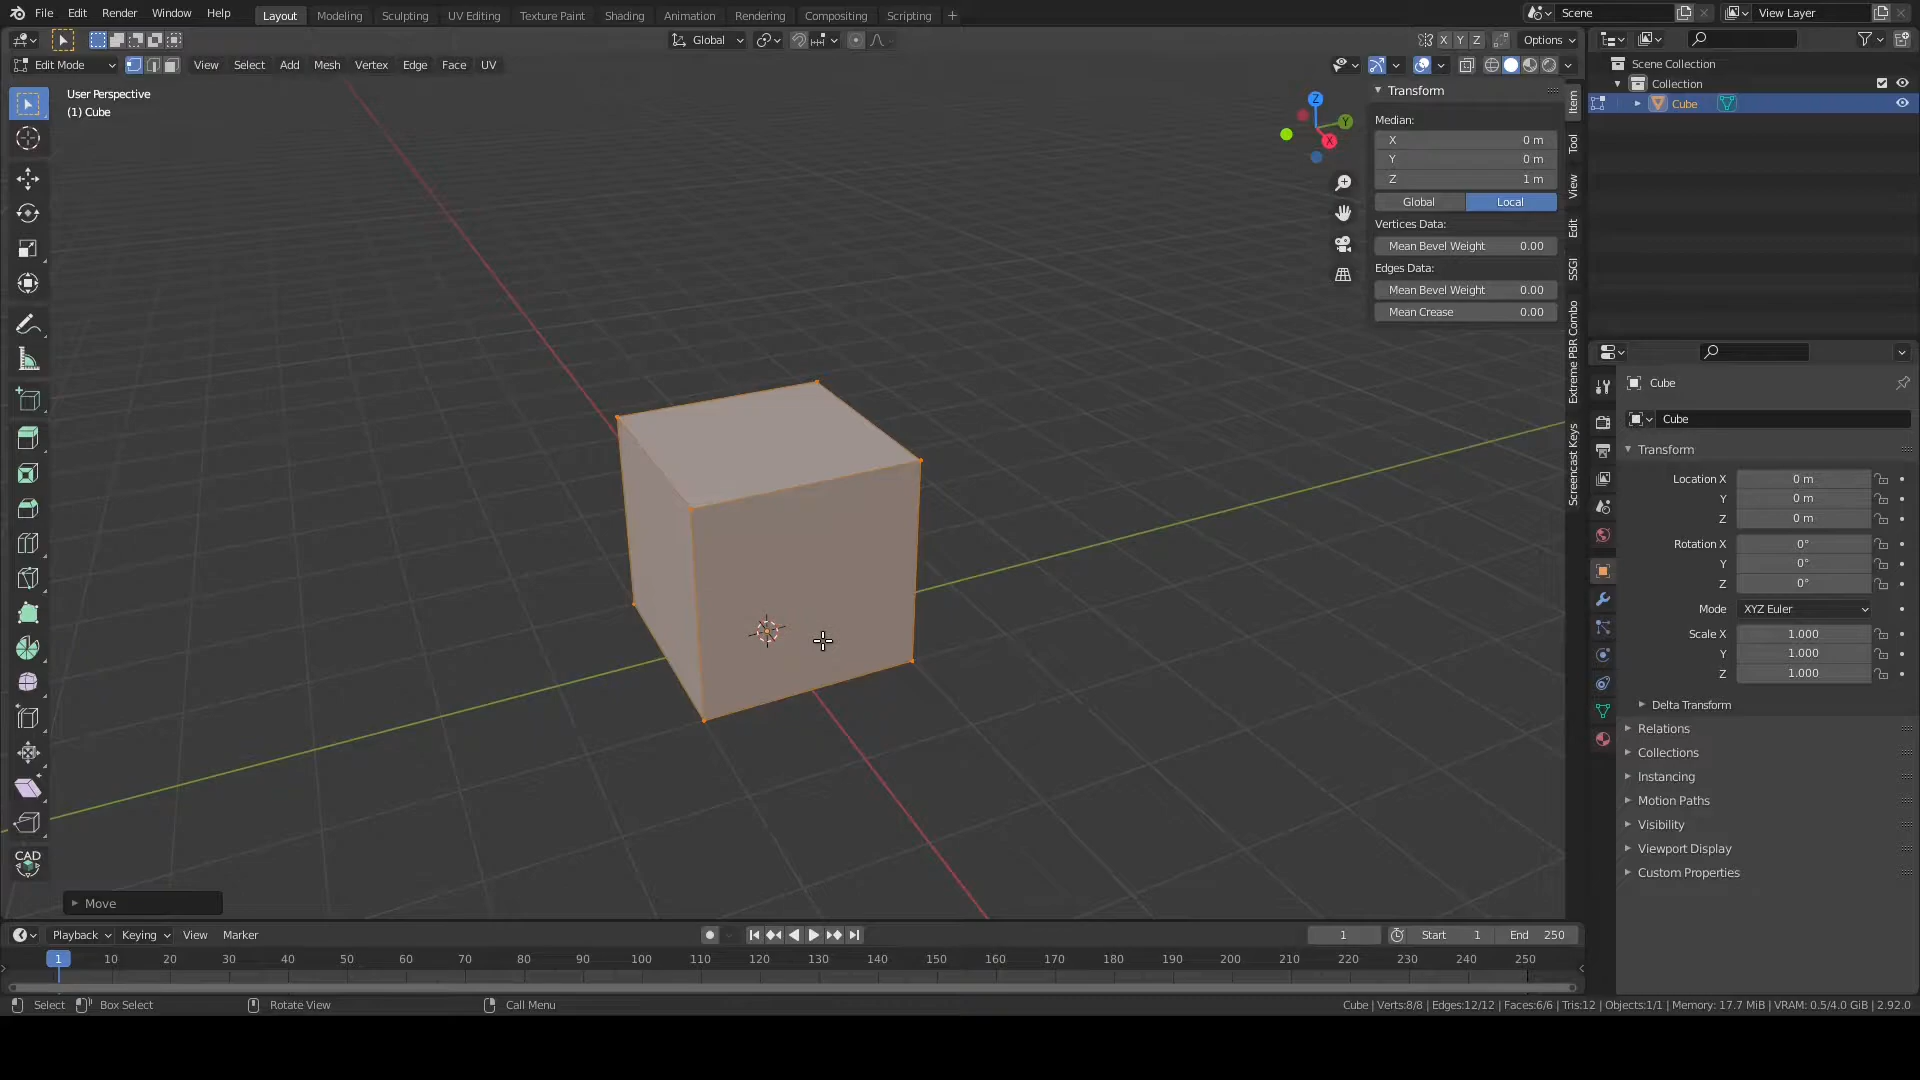 File Edit Render Window Help Layout Modeling Sculpting UV Editing Texture Paint Shading Animation Rendering Compositing Scripting + Scene View Layer
Global X Y Z Options
Edit Mode View Select Add Mesh Vertex Edge Face UV
Scene Collection
Collection
Cube
User Perspective
(1) Cube
Z
Y
X
Transform
Median:
X 0 m
Y 0 m
Z 1 m
Global Local
Vertices Data:
Mean Bevel Weight 0.00
Edges Data:
Mean Bevel Weight 0.00
Mean Crease 0.00
Item
Tool
View
Edit
SSGI
Extreme PBR Combo
Screencast Keys
Cube
Cube
Transform
Location X 0 m
Y 0 m
Z 0 m
Rotation X 0°
Y 0°
Z 0°
Mode XYZ Euler
Scale X 1.000
Y 1.000
Z 1.000
Delta Transform
Relations
Collections
Instancing
Motion Paths
Visibility
Viewport Display
Custom Properties
CAD
Move
Playback Keying View Marker 1 Start 1 End 250
1 10 20 30 40 50 60 70 80 90 100 110 120 130 140 150 160 170 180 190 200 210 220 230 240 250
Select Box Select Rotate View Call Menu Cube | Verts:8/8 | Edges:12/12 | Faces:6/6 | Tris:12 | Objects:1/1 | Memory: 17.7 MiB | VRAM: 0.5/4.0 GiB | 2.92.0